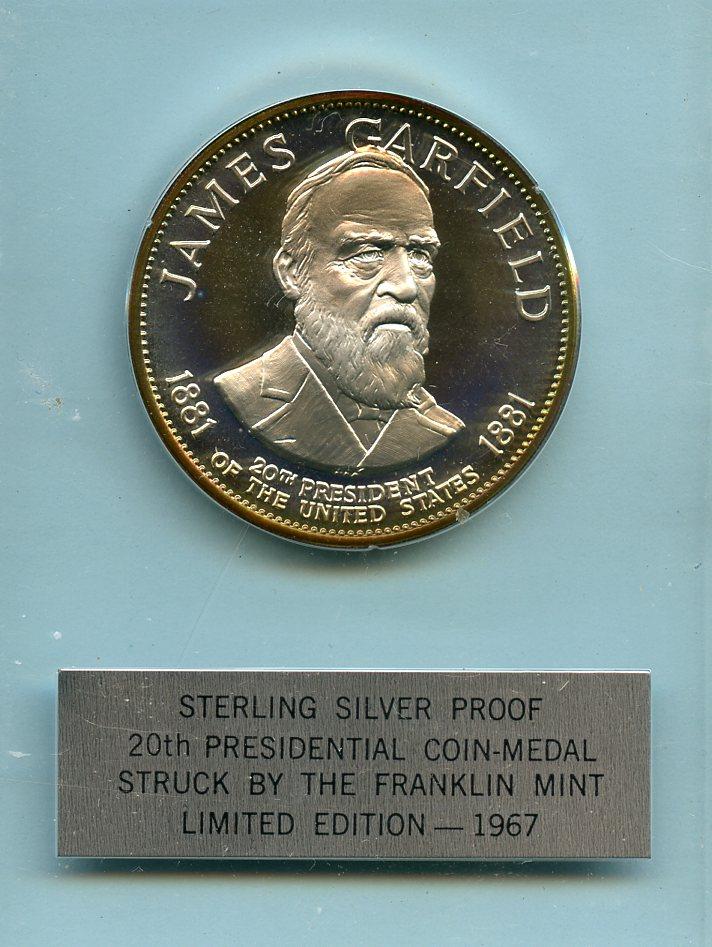 JAMES GARFIELD
1881 1881
20TH PRESIDENT
OF THE UNITED STATES
STERLING SILVER PROOF
20th PRESIDENTIAL COIN-MEDAL
STRUCK BY THE FRANKLIN MINT
LIMITED EDITION — 1967